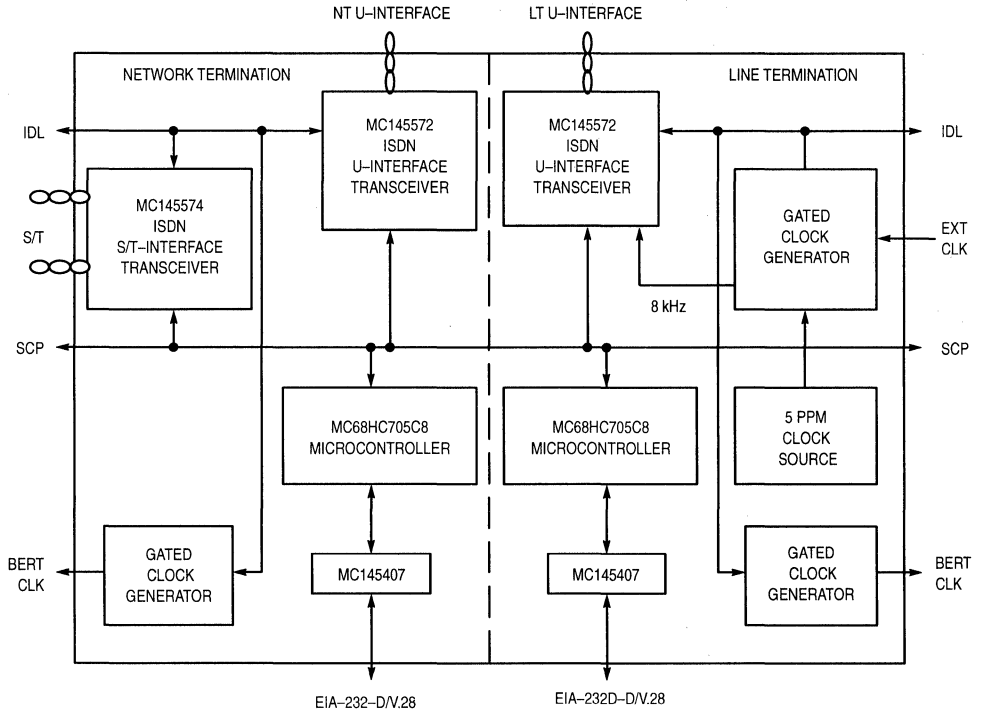 NT U–INTERFACE
LT U–INTERFACE
NETWORK TERMINATION
LINE TERMINATION
IDL
MC145572
ISDN
U–INTERFACE
TRANSCEIVER
MC145572
ISDN
U–INTERFACE
TRANSCEIVER
IDL
S/T
MC145574
ISDN
S/T–INTERFACE
TRANSCEIVER
GATED
CLOCK
GENERATOR
EXT
CLK
8 kHz
SCP
SCP
MC68HC705C8
MICROCONTROLLER
MC68HC705C8
MICROCONTROLLER
5 PPM
CLOCK
SOURCE
BERT
CLK
GATED
CLOCK
GENERATOR
MC145407
MC145407
GATED
CLOCK
GENERATOR
BERT
CLK
EIA–232–D/V.28
EIA–232D–D/V.28